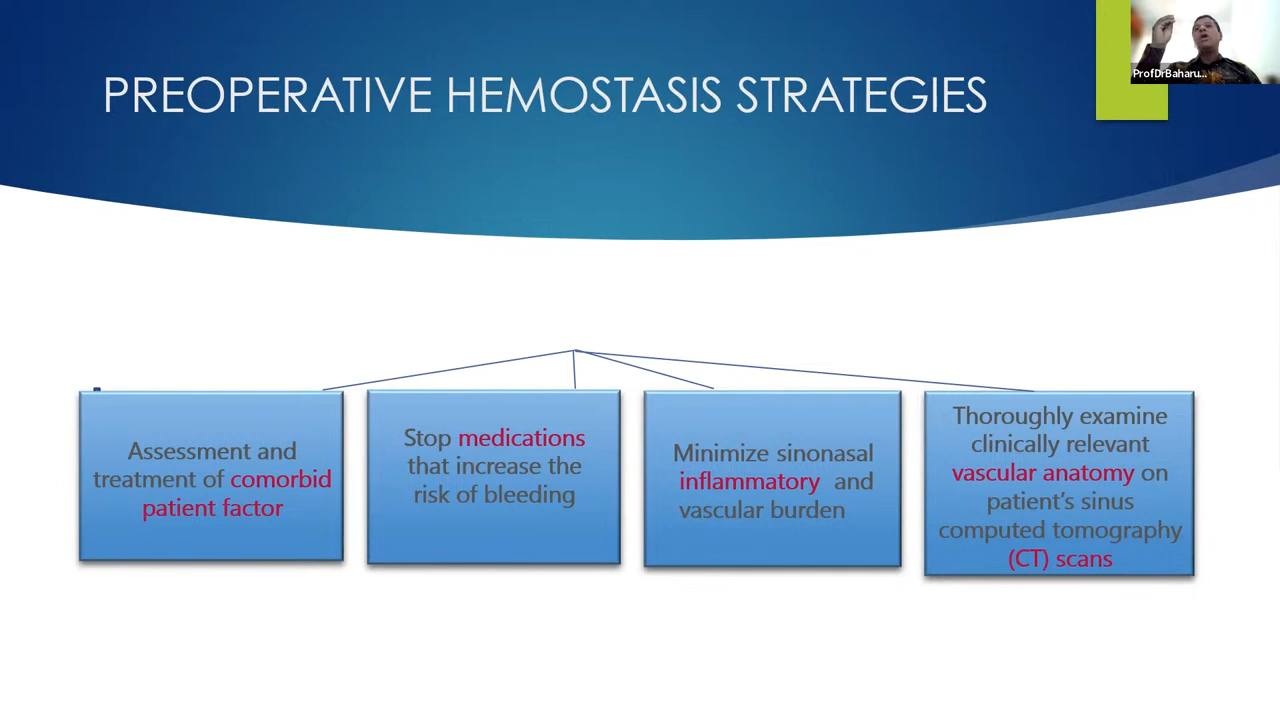 PREOPERATIVE HEMOSTASIS STRATEGIES
ProfDrBaharu...
Assessment and
treatment of comorbid
patient factor
Stop medications
that increase the
risk of bleeding
Minimize sinonasal
inflammatory and
vascular burden
Thoroughly examine
clinically relevant
vascular anatomy on
patient's sinus
computed tomography
(CT) scans